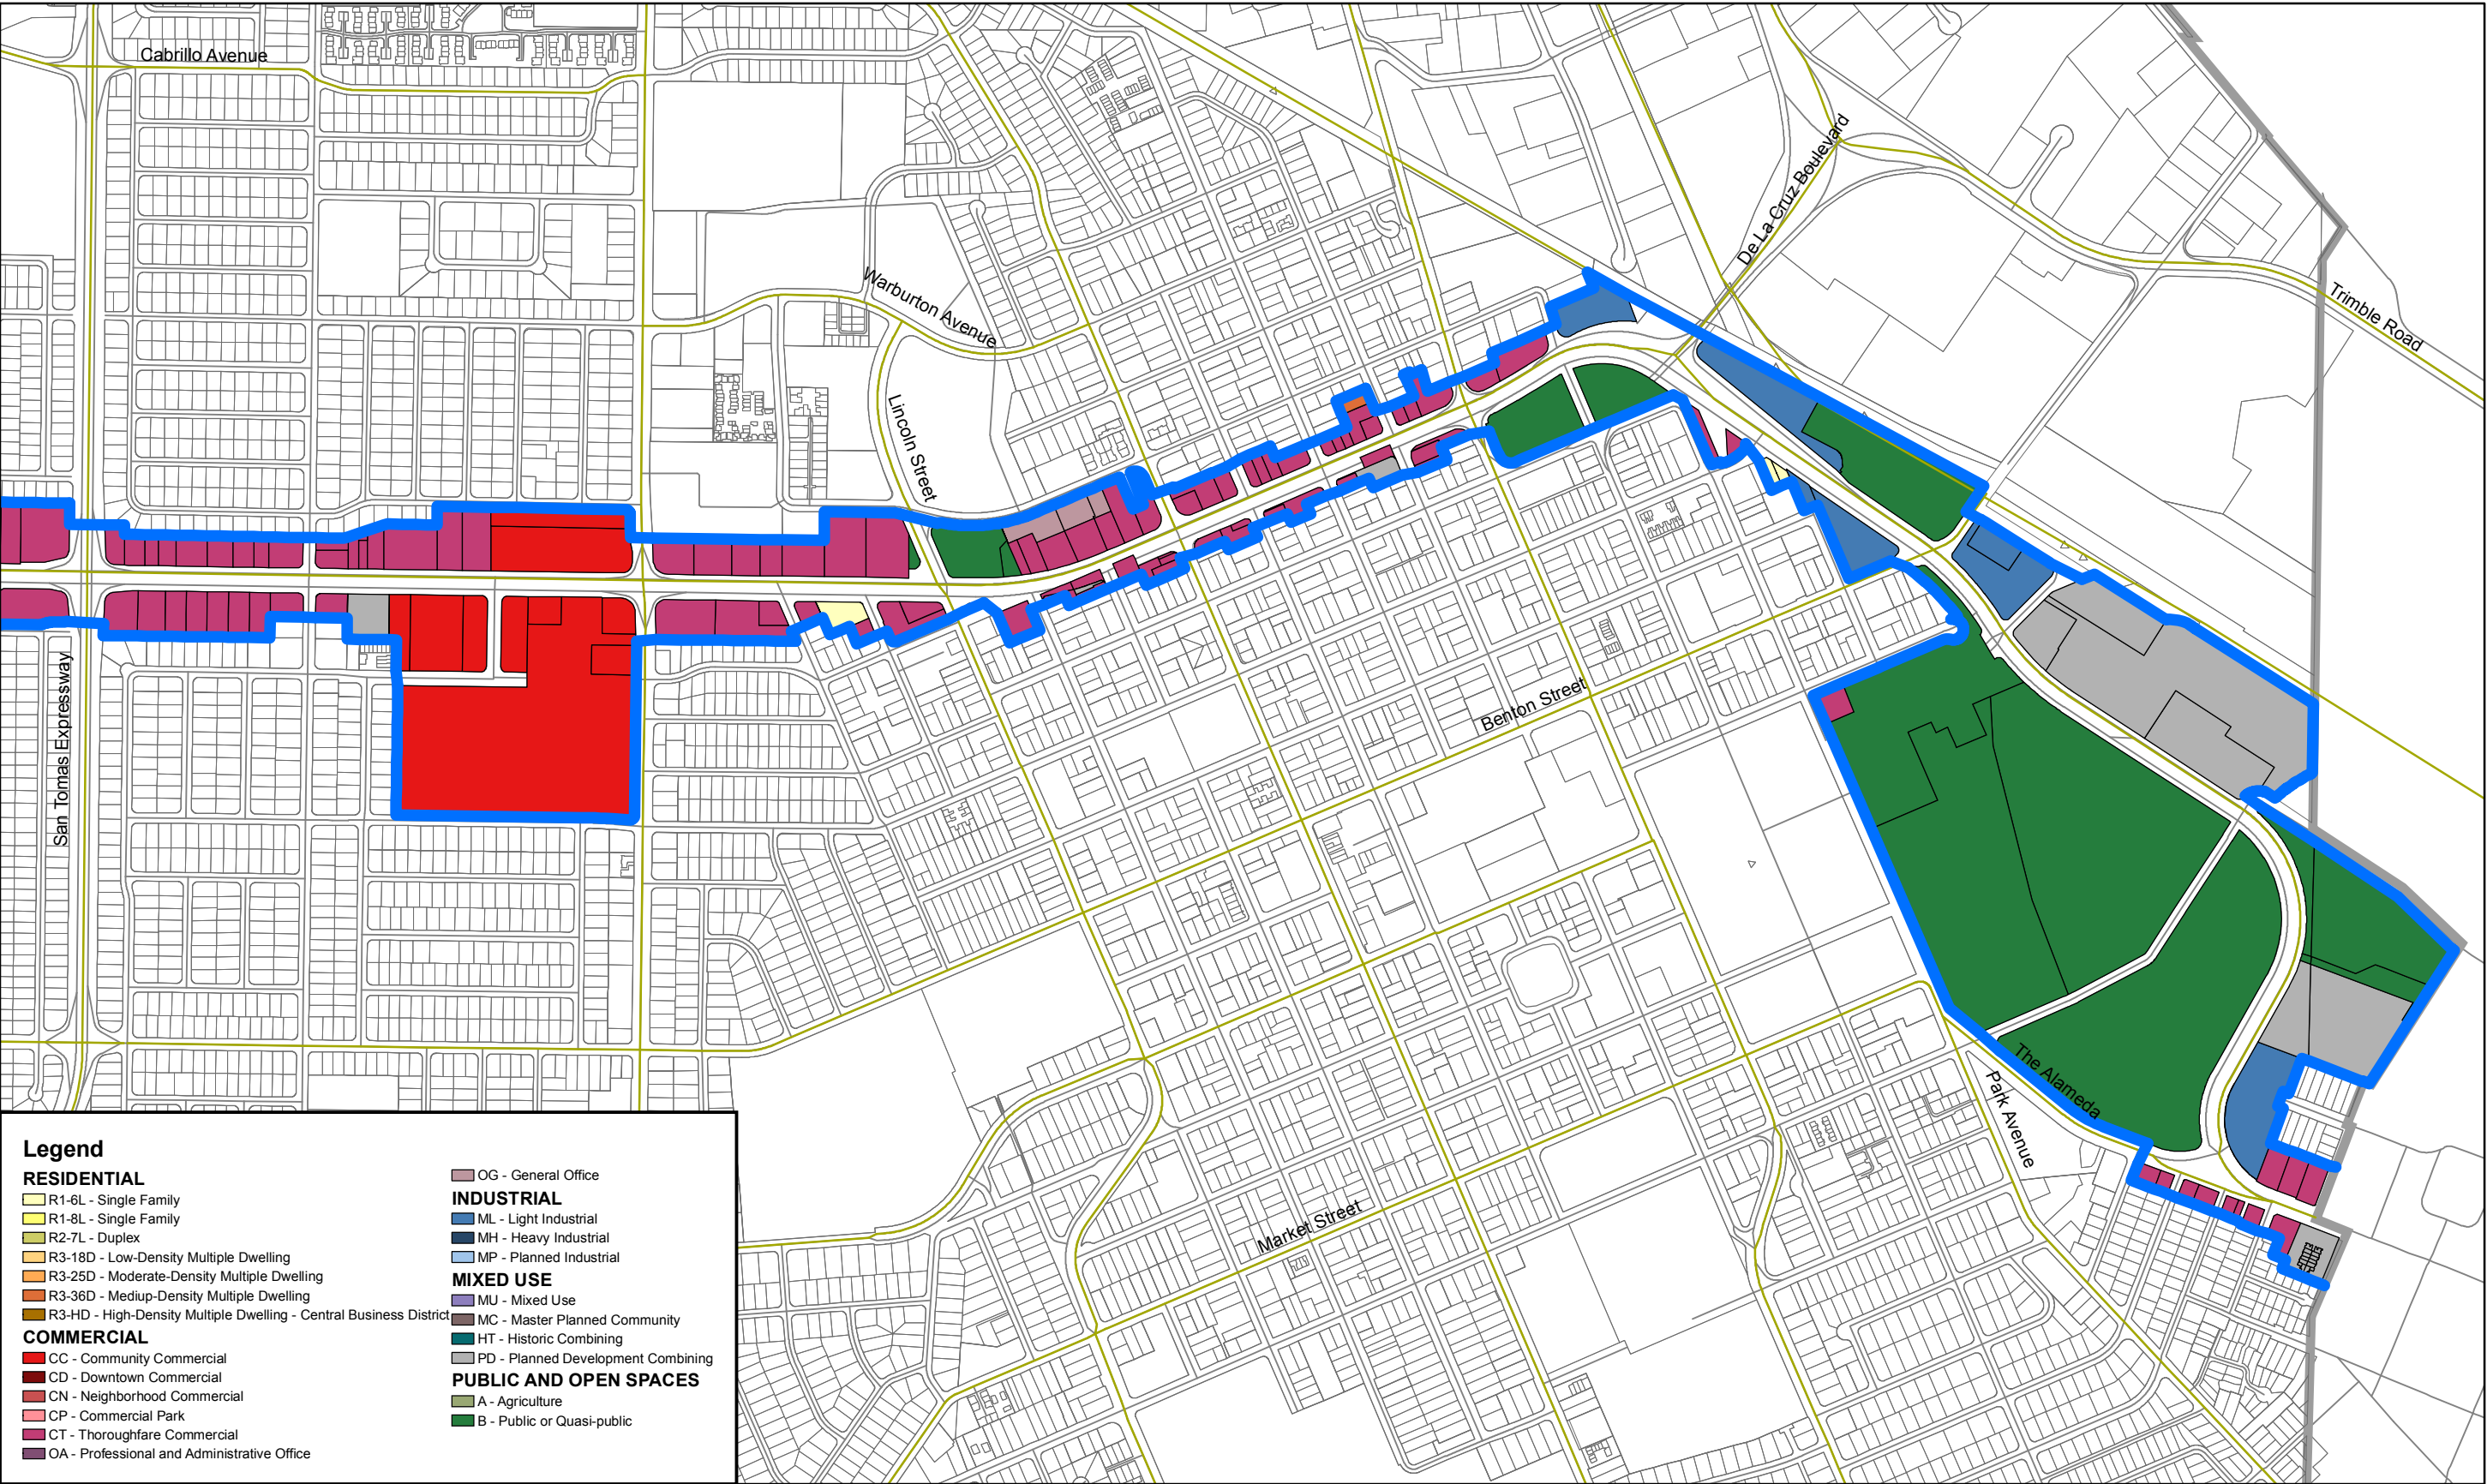 Cabrillo Avenue
De La Cruz Boulevard
Trimble Road
Warburton Avenue
Lincoln Street
San Tomas Expressway
Benton Street
The Alameda
Park Avenue
Market Street
Legend
RESIDENTIAL
R1-6L - Single Family
R1-8L - Single Family
R2-7L - Duplex
R3-18D - Low-Density Multiple Dwelling
R3-25D - Moderate-Density Multiple Dwelling
R3-36D - Mediup-Density Multiple Dwelling
R3-HD - High-Density Multiple Dwelling - Central Business District
COMMERCIAL
CC - Community Commercial
CD - Downtown Commercial
CN - Neighborhood Commercial
CP - Commercial Park
CT - Thoroughfare Commercial
OA - Professional and Administrative Office
OG - General Office
INDUSTRIAL
ML - Light Industrial
MH - Heavy Industrial
MP - Planned Industrial
MIXED USE
MU - Mixed Use
MC - Master Planned Community
HT - Historic Combining
PD - Planned Development Combining
PUBLIC AND OPEN SPACES
A - Agriculture
B - Public or Quasi-public